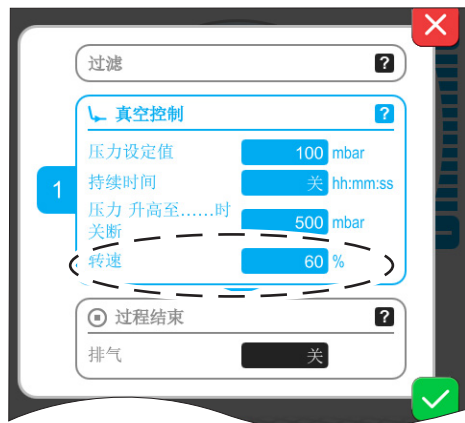 过滤 ?
真空控制 ?
1
压力设定值 100 mbar
持续时间 关 hh:mm:ss
压力 升高至……时
关断 500 mbar
转速 60 %
过程结束 ?
排气 关